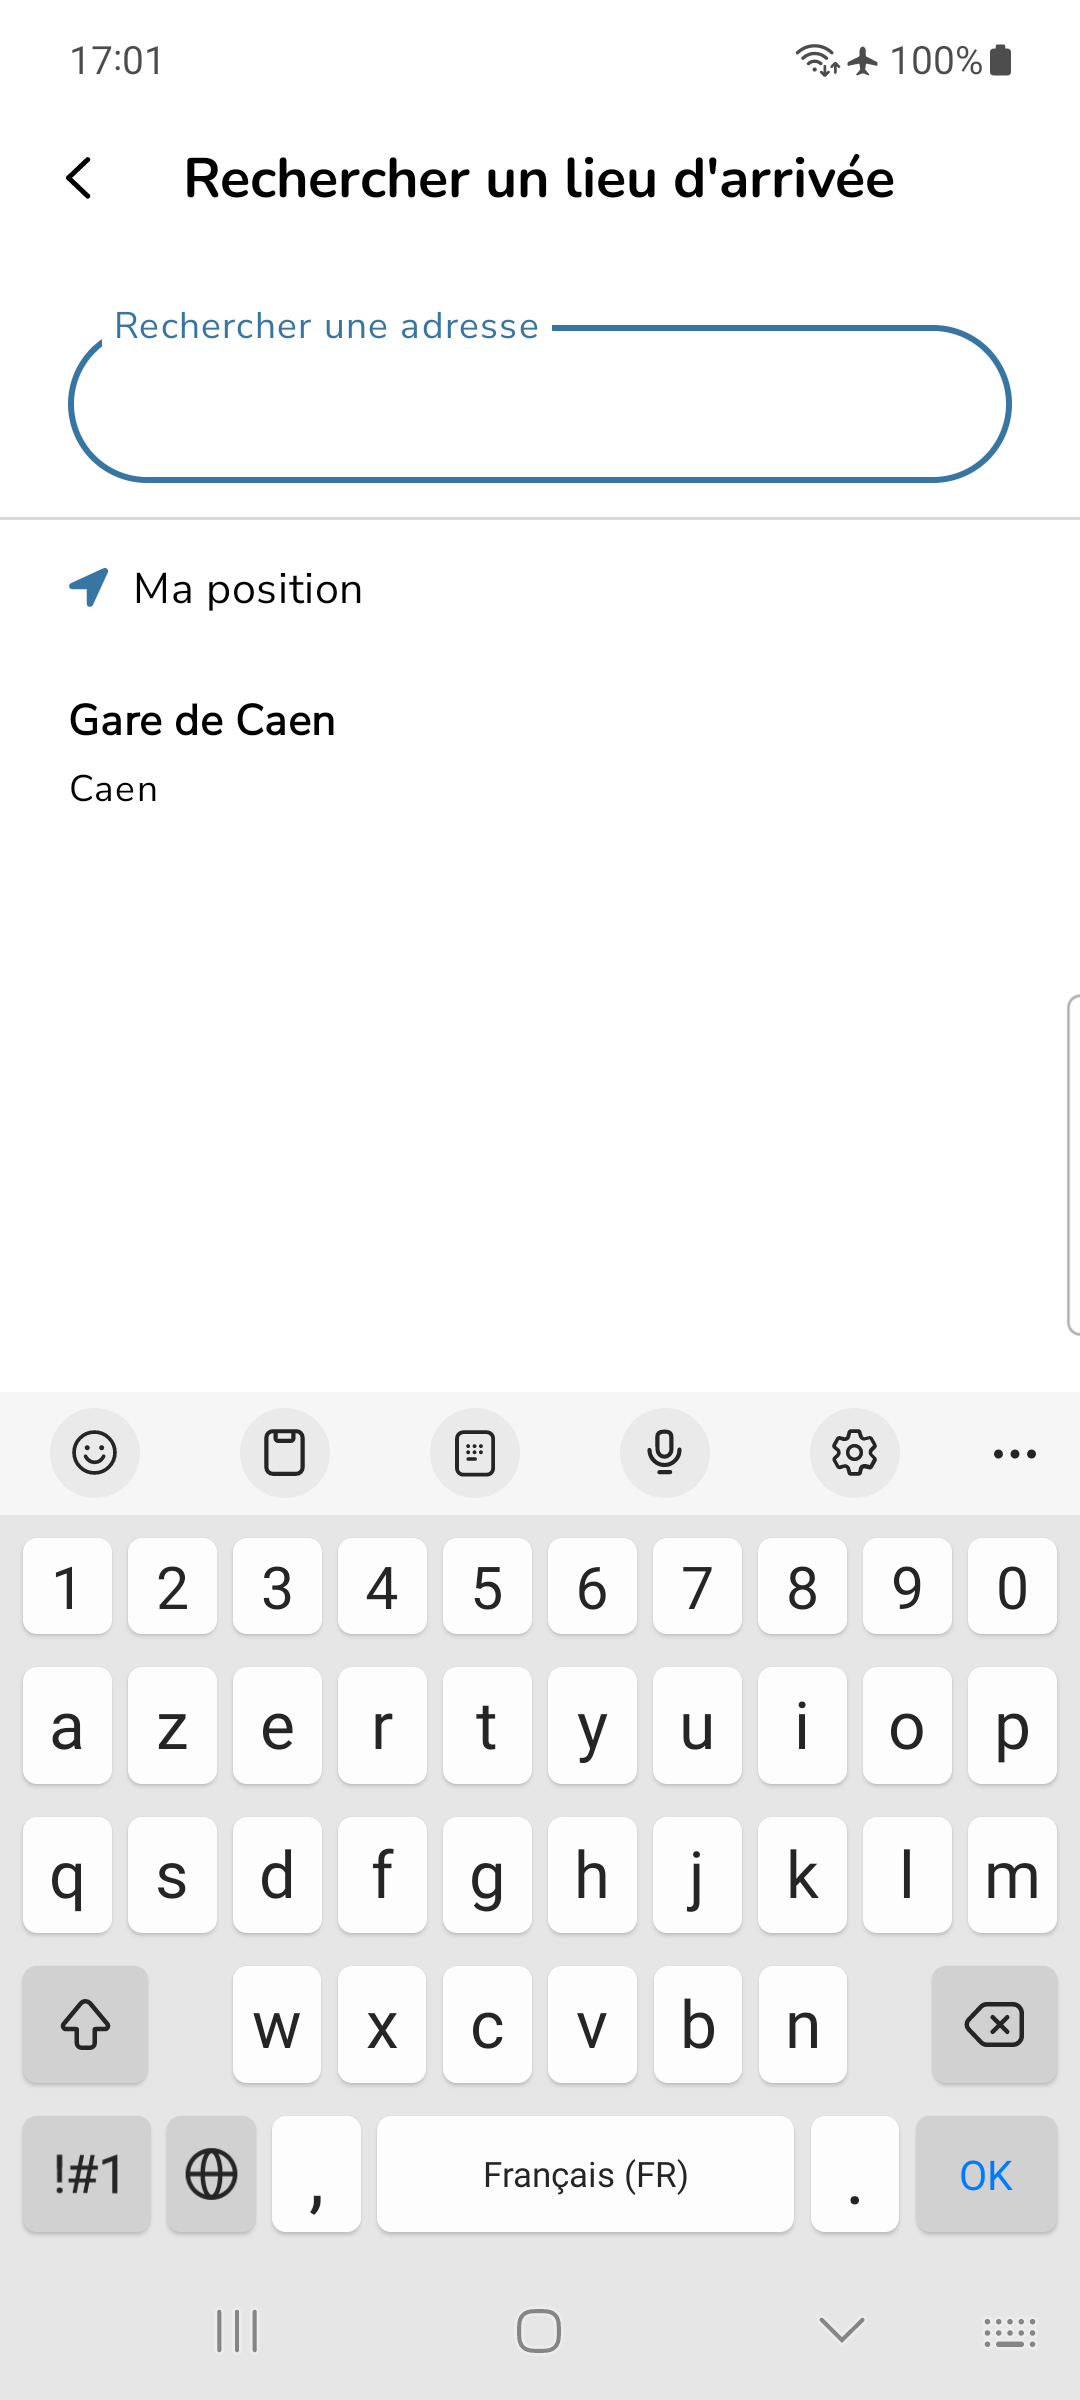 17:01
100%
Rechercher un lieu d'arrivée
Rechercher une adresse
Ma position
Gare de Caen
Caen
1 2 3 4 5 6 7 8 9 0
a z e r t y u i o p
q s d f g h j k l m
w x c v b n
!#1 , Français (FR) . OK